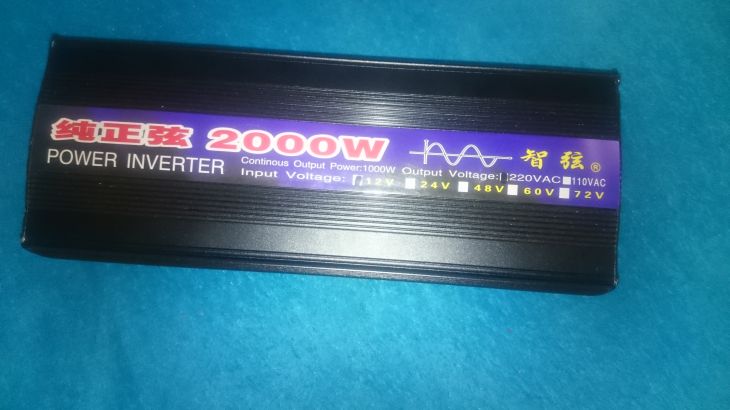 纯正弦 2000W
POWER INVERTER
Continous Output Power:1000W Output Voltage: 220VAC 110VAC
Input Voltage: 12V 24V 48V 60V 72V
智弦®